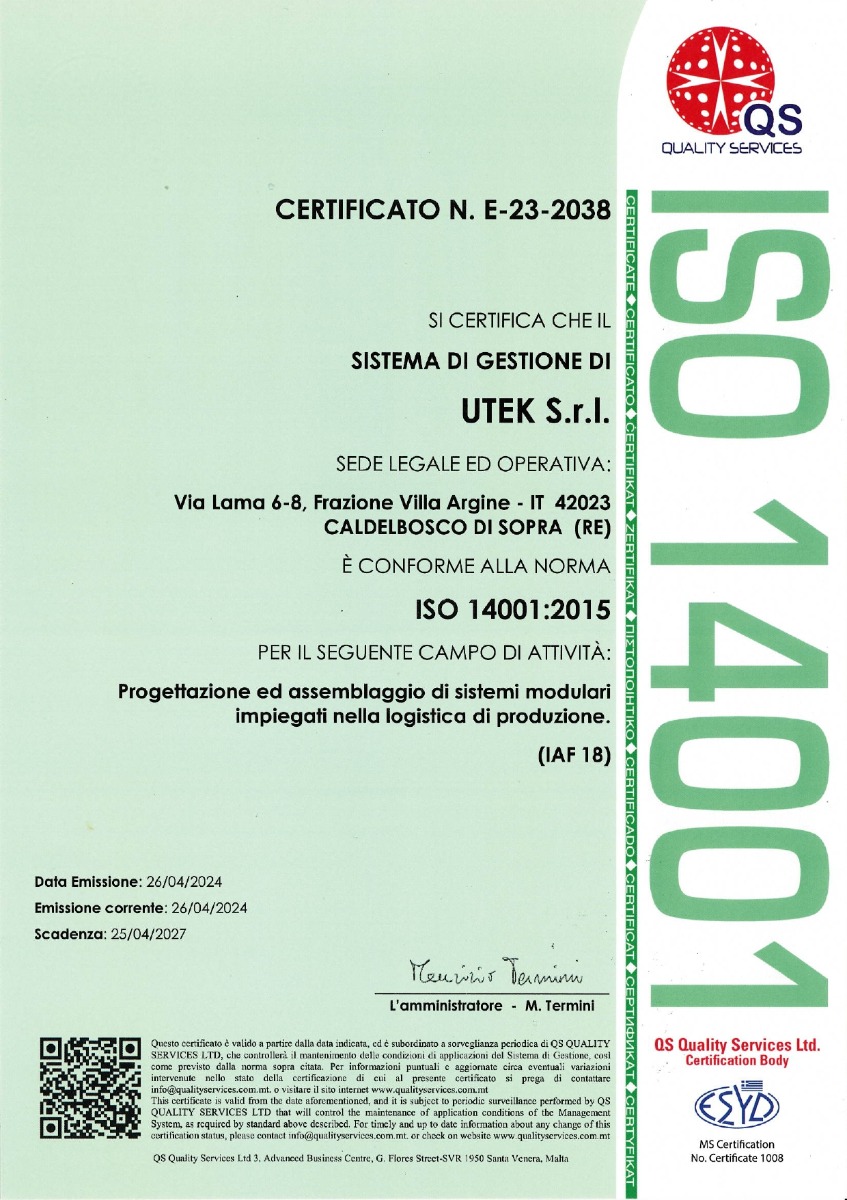 QS
QUALITY SERVICES
CERTIFICATO N. E-23-2038
SI CERTIFICA CHE IL
SISTEMA DI GESTIONE DI
UTEK S.r.l.
SEDE LEGALE ED OPERATIVA:
Via Lama 6-8, Frazione Villa Argine - IT 42023
CALDELBOSCO DI SOPRA (RE)
È CONFORME ALLA NORMA
ISO 14001:2015
PER IL SEGUENTE CAMPO DI ATTIVITÀ:
Progettazione ed assemblaggio di sistemi modulari
impiegati nella logistica di produzione.
(IAF 18)
Data Emissione: 26/04/2024
Emissione corrente: 26/04/2024
Scadenza: 25/04/2027
Maurizio Termini
L'amministratore - M. Termini
Questo certificato è valido a partire dalla data indicata, ed è subordinato a sorveglianza periodica di QS QUALITY
SERVICES LTD, che controllerà il mantenimento delle condizioni di applicazioni del Sistema di Gestione, così
come previsto dalla norma sopra citata. Per informazioni puntuali e aggiornate circa eventuali variazioni
intervenute nello stato della certificazione di cui al presente certificato si prega di contattare
info@qualityservices.com.mt. o visitare il sito internet www.qualityservices.com.mt
This certificate is valid from the date aforementioned, and it is subject to periodic surveillance performed by QS
QUALITY SERVICES LTD that will control the maintenance of application conditions of the Management
System, as required by standard above described. For timely and up to date information about any change of this
certification status, please contact info@qualityservices.com.mt. or check on website www.qualityservices.com.mt
QS Quality Services Ltd 3, Advanced Business Centre, G. Flores Street-SVR 1950 Santa Venera, Malta
CERTIFICATE ◆ CERTIFICATO ◆ CERTIFIKAT ◆ ZERTIFIKAT ◆ ΠΙΣΤΟΠΟΙΗΤΙΚΟ ◆ CERTIFICADO ◆ CERTIFICAT ◆ СЕРТИФИКАТ ◆ CERTYFIKAT
ISO 14001
QS Quality Services Ltd.
Certification Body
ESYD
MS Certification
No. Certificate 1008